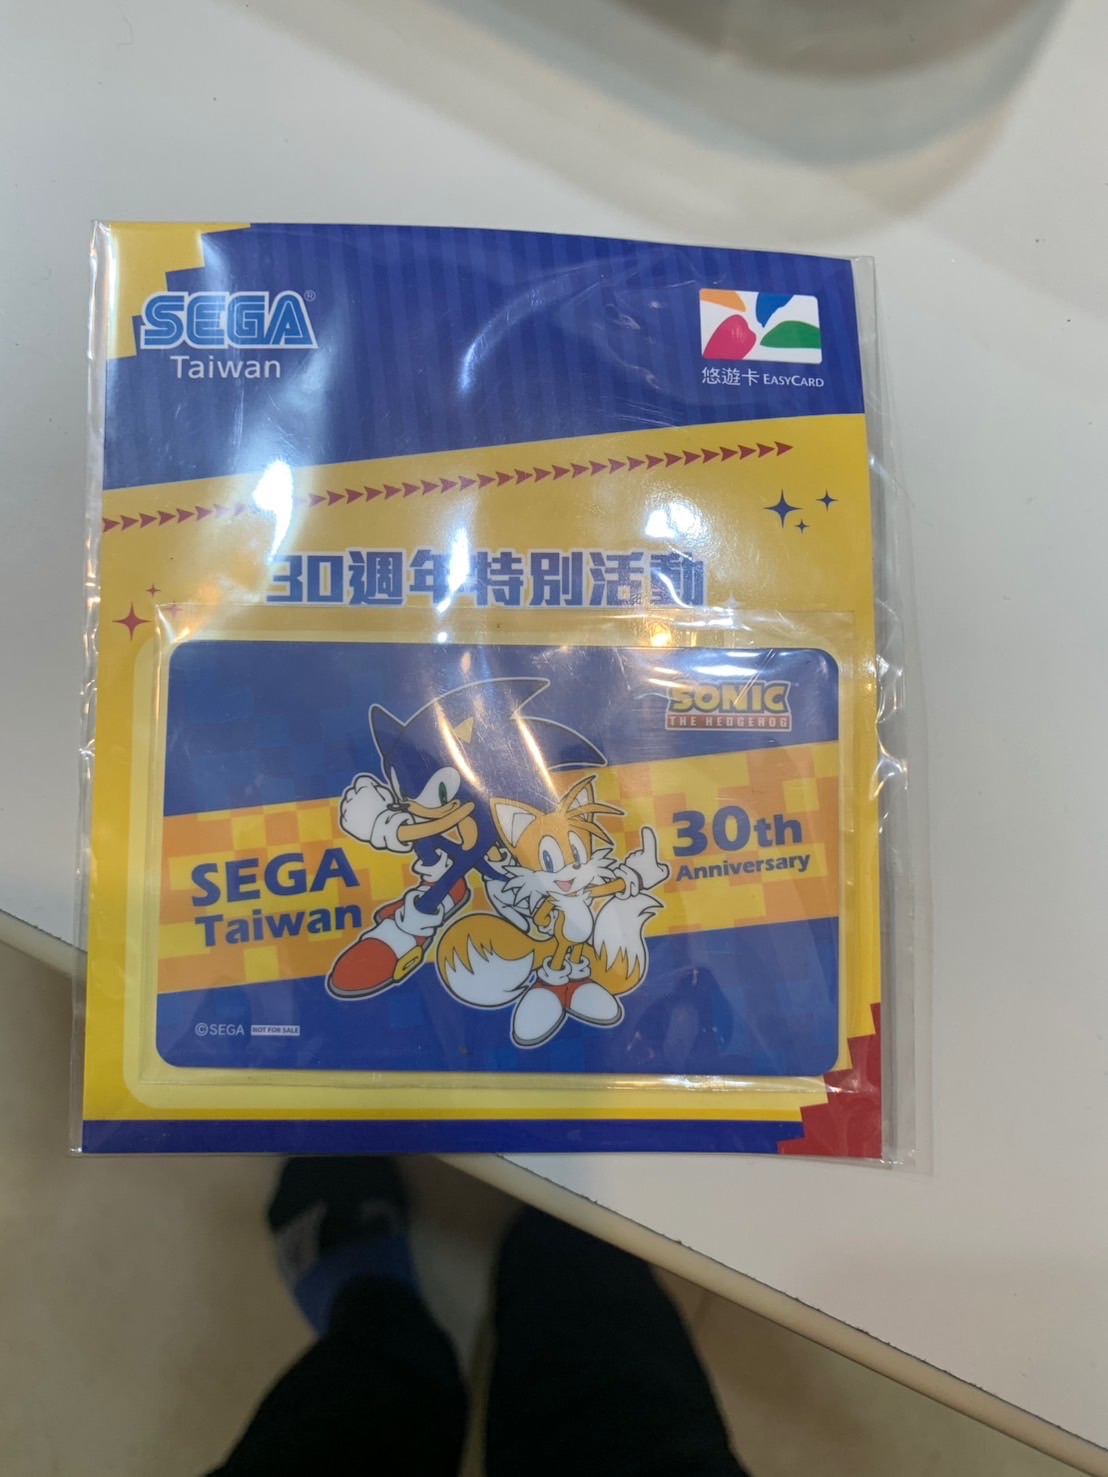 SEGA®
Taiwan
悠遊卡 EASYCARD
30週年特別活動
SONIC™
THE HEDGEHOG
30th
Anniversary
SEGA
Taiwan
©SEGA NOT FOR SALE